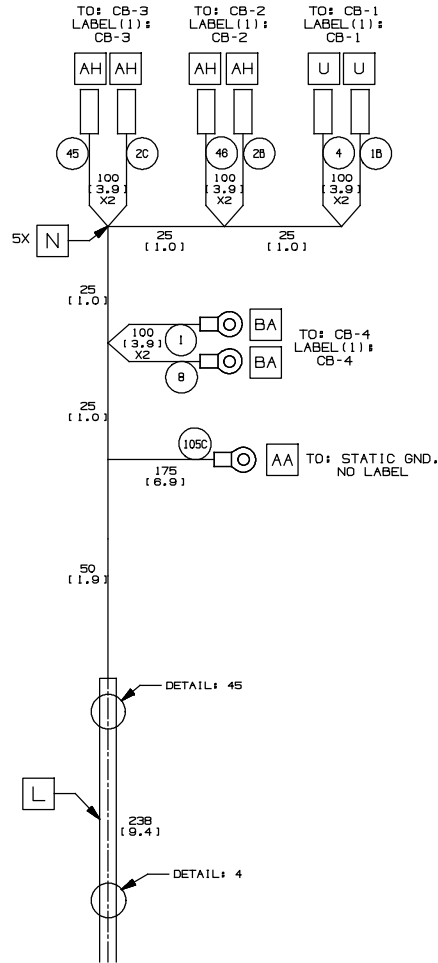 TO: CB-3
LABEL(1):
CB-3
TO: CB-2
LABEL(1):
CB-2
TO: CB-1
LABEL(1):
CB-1
AH AH
AH AH
U U
45
2C
46
2B
4
1B
100
[3.9]
X2
100
[3.9]
X2
100
[3.9]
X2
5X N
25
[1.0]
25
[1.0]
25
[1.0]
100
[3.9]
X2
1
BA
8
BA
TO: CB-4
LABEL(1):
CB-4
25
[1.0]
105C
175
[6.9]
AA
TO: STATIC GND.
NO LABEL
50
[1.9]
DETAIL: 45
L
238
[9.4]
DETAIL: 4